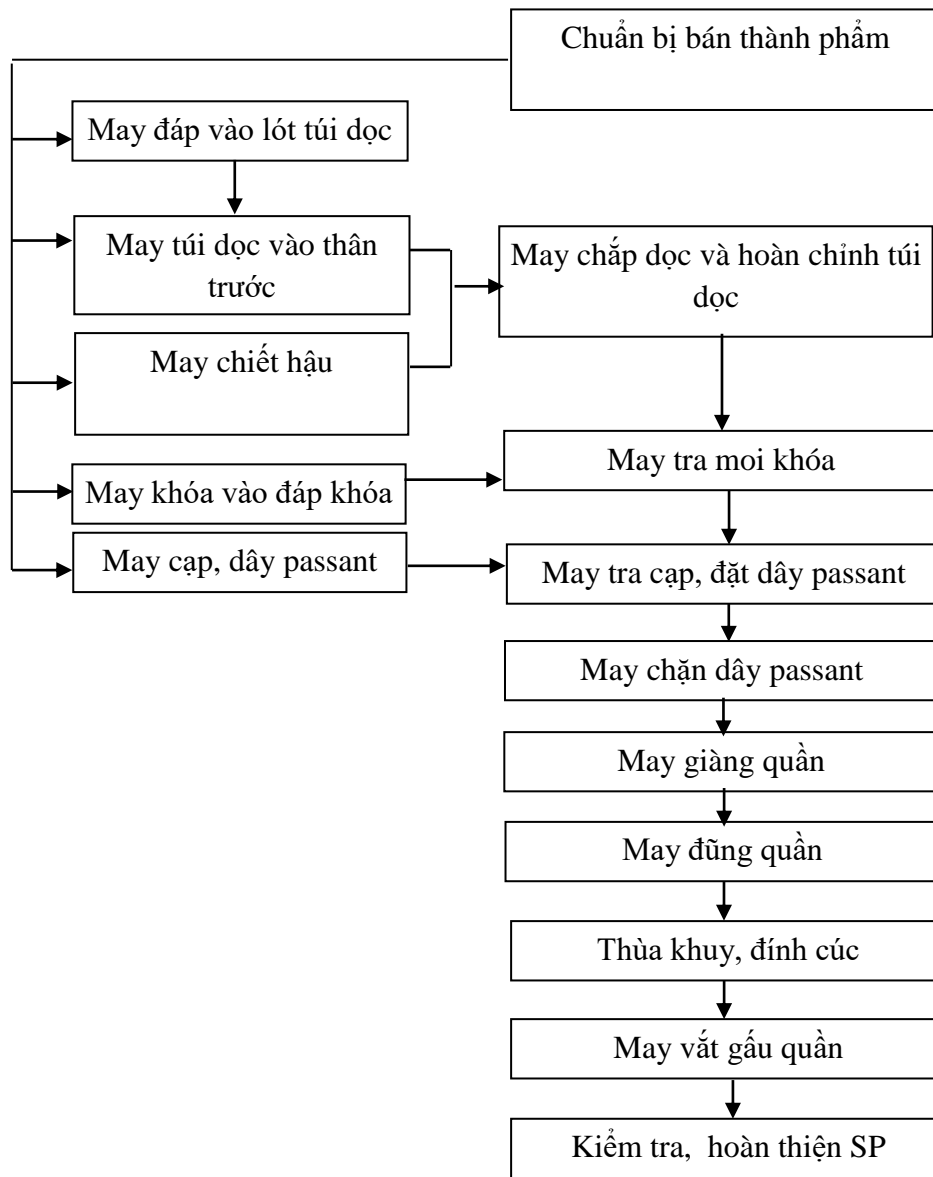 Chuẩn bị bán thành phẩm
May đáp vào lót túi dọc
May túi dọc vào thân
trước
May chắp dọc và hoàn chỉnh túi
dọc
May chiết hậu
May tra moi khóa
May khóa vào đáp khóa
May cạp, dây passant
May tra cạp, đặt dây passant
May chặn dây passant
May giàng quần
May đũng quần
Thùa khuy, đính cúc
May vắt gấu quần
Kiểm tra, hoàn thiện SP